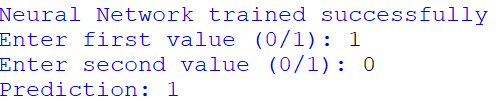 Neural Network trained successfully
Enter first value (0/1): 1
Enter second value (0/1): 0
Prediction: 1